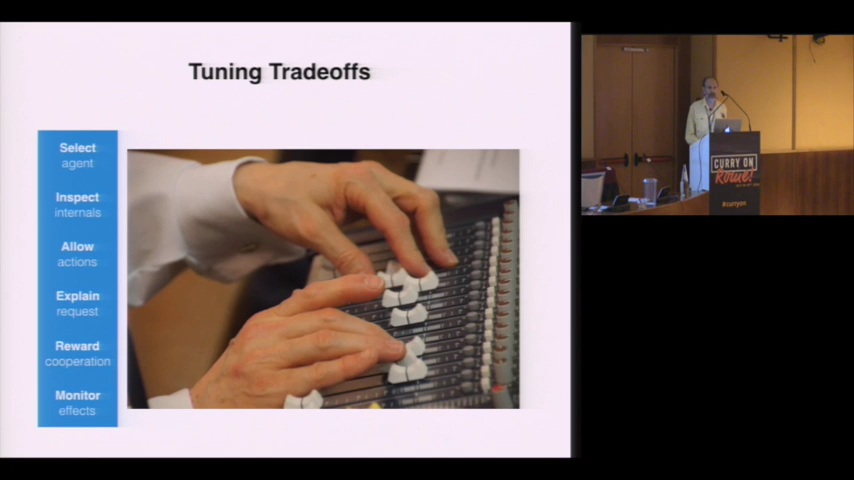 Tuning Tradeoffs
Select
agent
Inspect
internals
Allow
actions
Explain
request
Reward
cooperation
Monitor
effects
CURRY ON
Rome!
#curryon